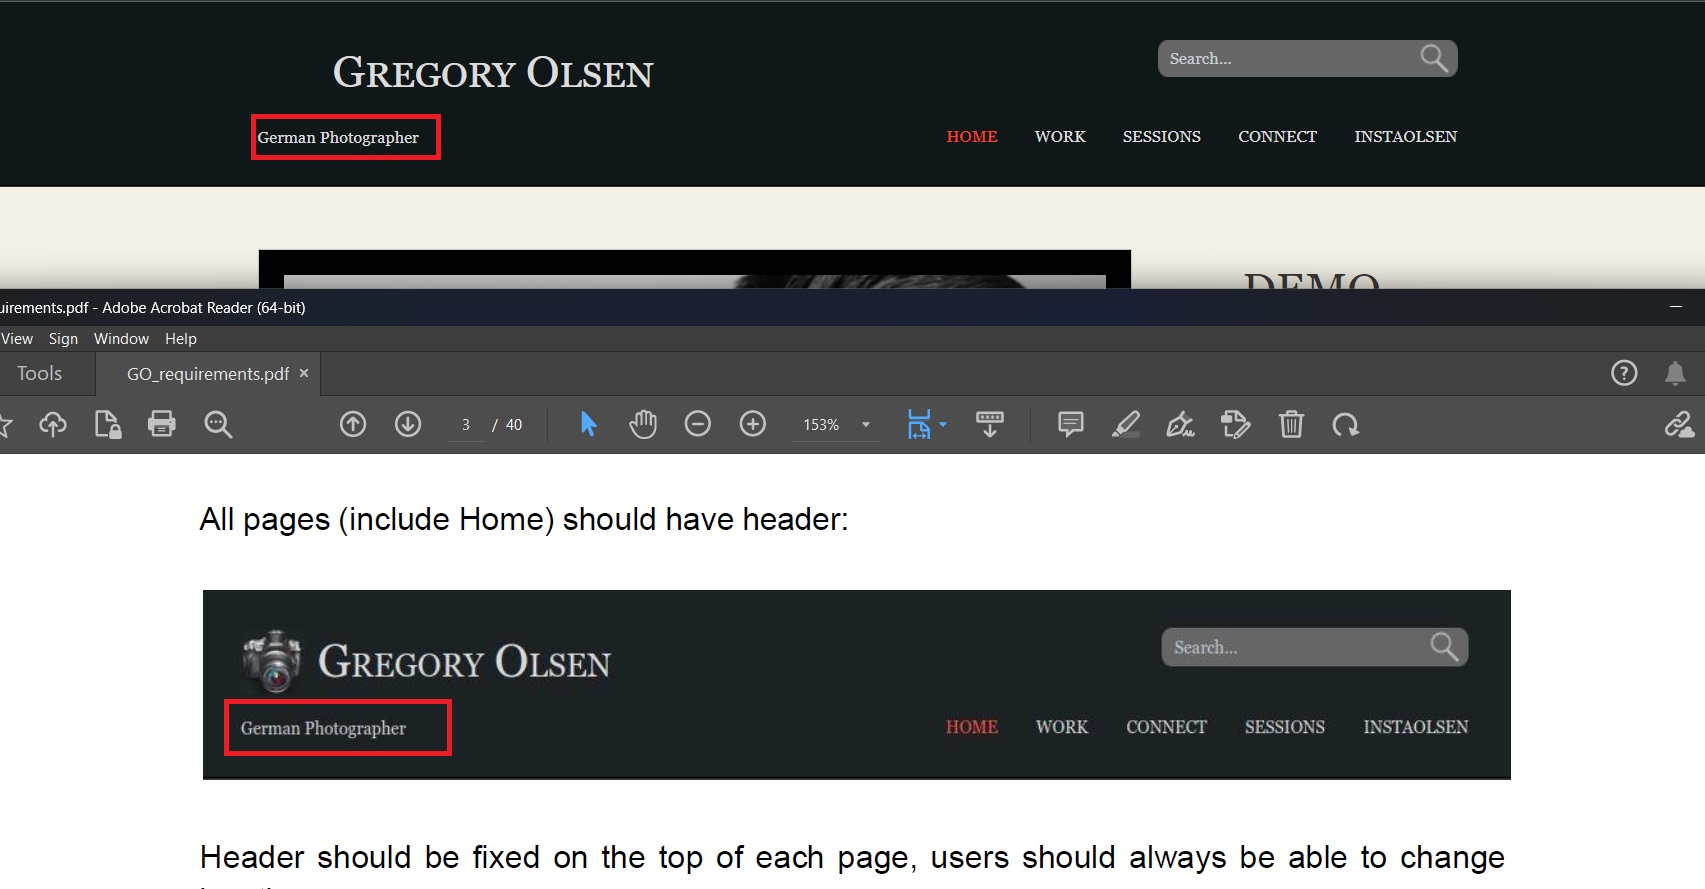 GREGORY OLSEN
Search...
German Photographer
HOME WORK SESSIONS CONNECT INSTAOLSEN
DEMO
uirements.pdf - Adobe Acrobat Reader (64-bit)
View Sign Window Help
Tools GO_requirements.pdf ×
3 / 40 153%
All pages (include Home) should have header:
GREGORY OLSEN
Search...
German Photographer
HOME WORK CONNECT SESSIONS INSTAOLSEN
Header should be fixed on the top of each page, users should always be able to change